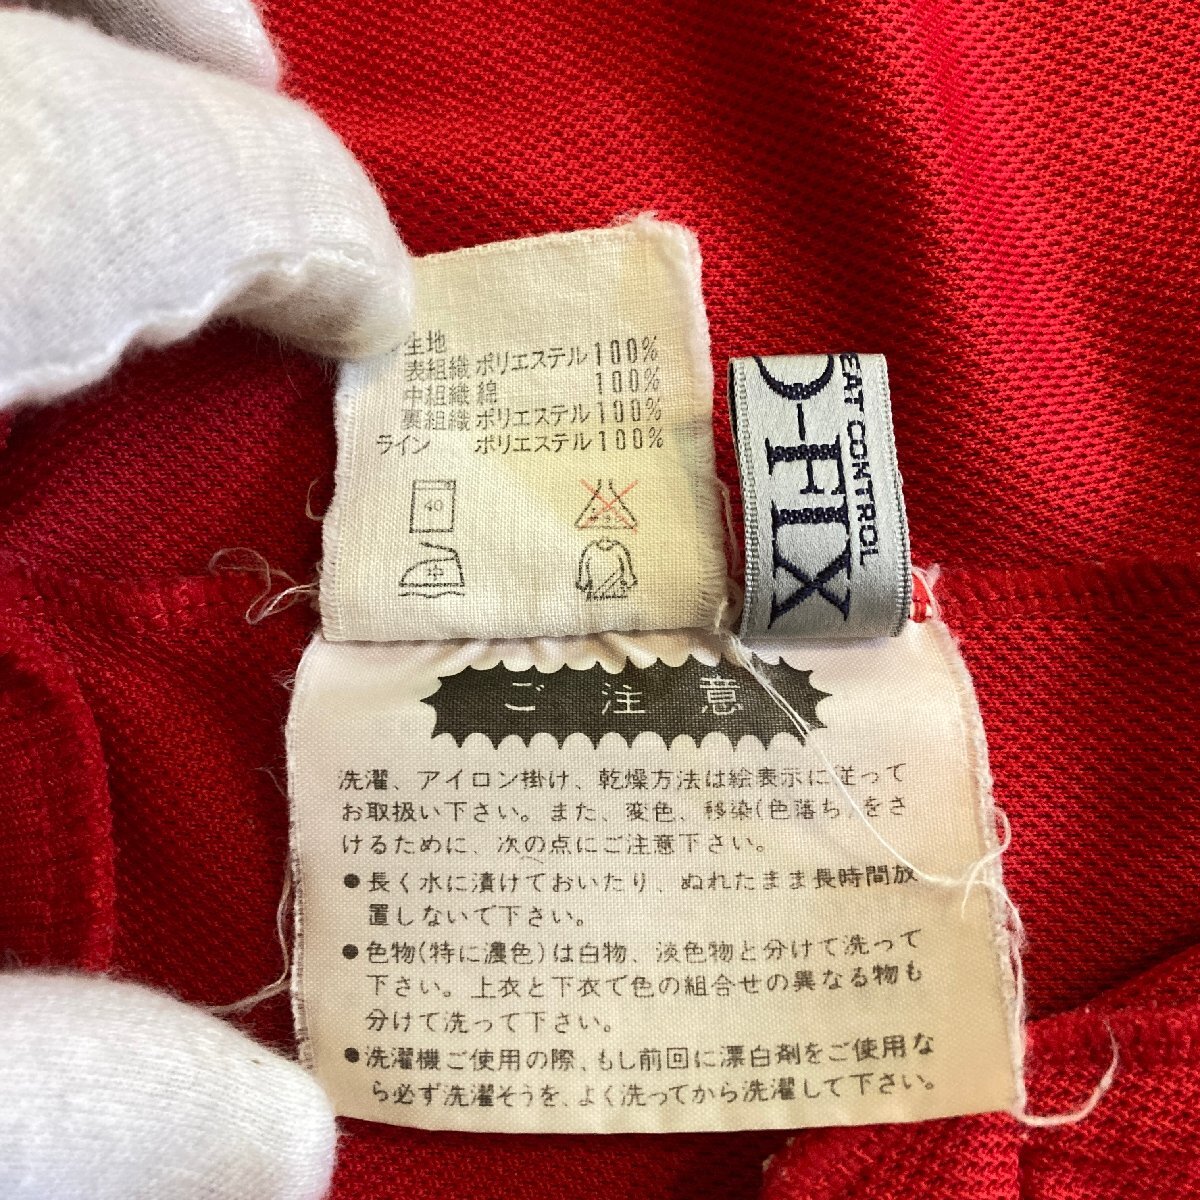 生地
表組織 ポリエステル 100%
中組織 綿 100%
裏組織 ポリエステル 100%
ライン ポリエステル 100%
40
中
EAT CONTROL
O-FIX
ご注意
洗濯、アイロン掛け、乾燥方法は絵表示に従って
お取扱い下さい。また、変色、移染(色落ち)をさ
けるために、次の点にご注意下さい。
●長く水に漬けておいたり、ぬれたまま長時間放
置しないで下さい。
●色物(特に濃色)は白物、淡色物と分けて洗って
下さい。上衣と下衣で色の組合せの異なる物も
分けて洗って下さい。
●洗濯機ご使用の際、もし前回に漂白剤をご使用な
ら必ず洗濯そうを、よく洗ってから洗濯して下さい。